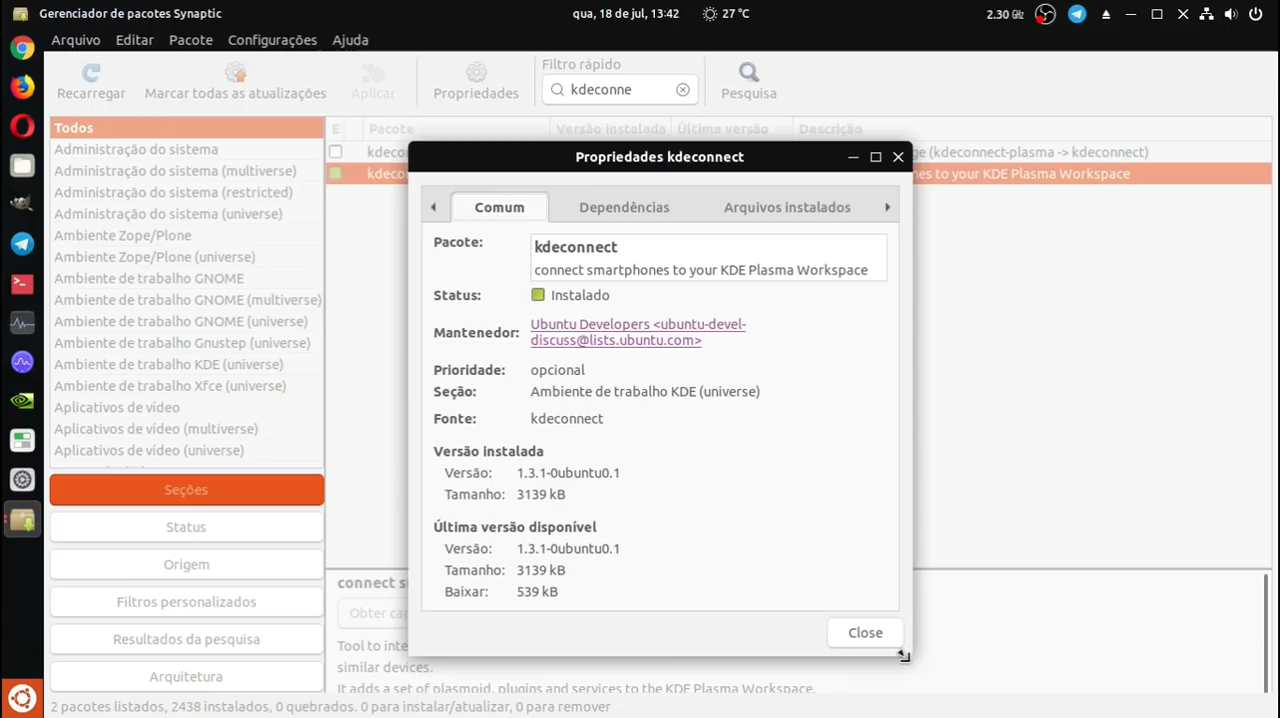 Gerenciador de pacotes Synaptic
qua, 18 de jul, 13:42
27 °C
2.30 GHz
Arquivo Editar Pacote Configurações Ajuda
Recarregar
Marcar todas as atualizações
Aplicar
Propriedades
Filtro rápido
kdeconne
Pesquisa
Todos
Administração do sistema
Administração do sistema (multiverse)
Administração do sistema (restricted)
Administração do sistema (universe)
Ambiente Zope/Plone
Ambiente Zope/Plone (universe)
Ambiente de trabalho GNOME
Ambiente de trabalho GNOME (multiverse)
Ambiente de trabalho GNOME (universe)
Ambiente de trabalho Gnustep (universe)
Ambiente de trabalho KDE (universe)
Ambiente de trabalho Xfce (universe)
Aplicativos de vídeo
Aplicativos de vídeo (multiverse)
Aplicativos de vídeo (universe)
Seções
Status
Origem
Filtros personalizados
Resultados da pesquisa
Arquitetura
E Pacote Versão instalada Última versão Descrição
kdeco ge (kdeconnect-plasma -> kdeconnect)
kdeco es to your KDE Plasma Workspace
Propriedades kdeconnect
Comum Dependências Arquivos instalados
Pacote: kdeconnect
connect smartphones to your KDE Plasma Workspace
Status: Instalado
Mantenedor: Ubuntu Developers <ubuntu-devel-
discuss@lists.ubuntu.com>
Prioridade: opcional
Seção: Ambiente de trabalho KDE (universe)
Fonte: kdeconnect
Versão instalada
Versão: 1.3.1-0ubuntu0.1
Tamanho: 3139 kB
Última versão disponível
Versão: 1.3.1-0ubuntu0.1
Tamanho: 3139 kB
Baixar: 539 kB
Close
connect s
Obter cap
Tool to inte
similar devices.
It adds a set of plasmoid, plugins and services to the KDE Plasma Workspace.
2 pacotes listados, 2438 instalados, 0 quebrados. 0 para instalar/atualizar, 0 para remover